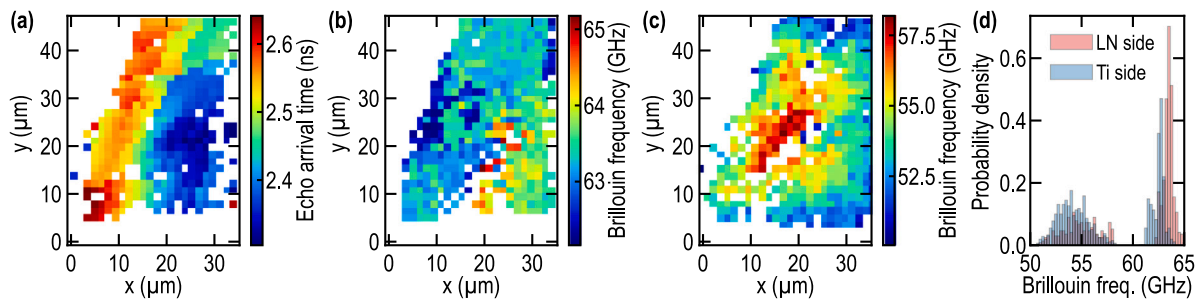 (a)
40
30
20
10
0
y (μm)
0 10 20 30
x (μm)
2.6
2.5
2.4
Echo arrival time (ns)
(b)
40
30
20
10
0
y (μm)
0 10 20 30
x (μm)
65
64
63
Brillouin frequency (GHz)
(c)
40
30
20
10
0
y (μm)
0 10 20 30
x (μm)
57.5
55.0
52.5
Brillouin frequency (GHz)
(d)
LN side
Ti side
0.6
0.4
0.2
0.0
Probability density
50 55 60 65
Brillouin freq. (GHz)